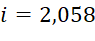 i = 2,058